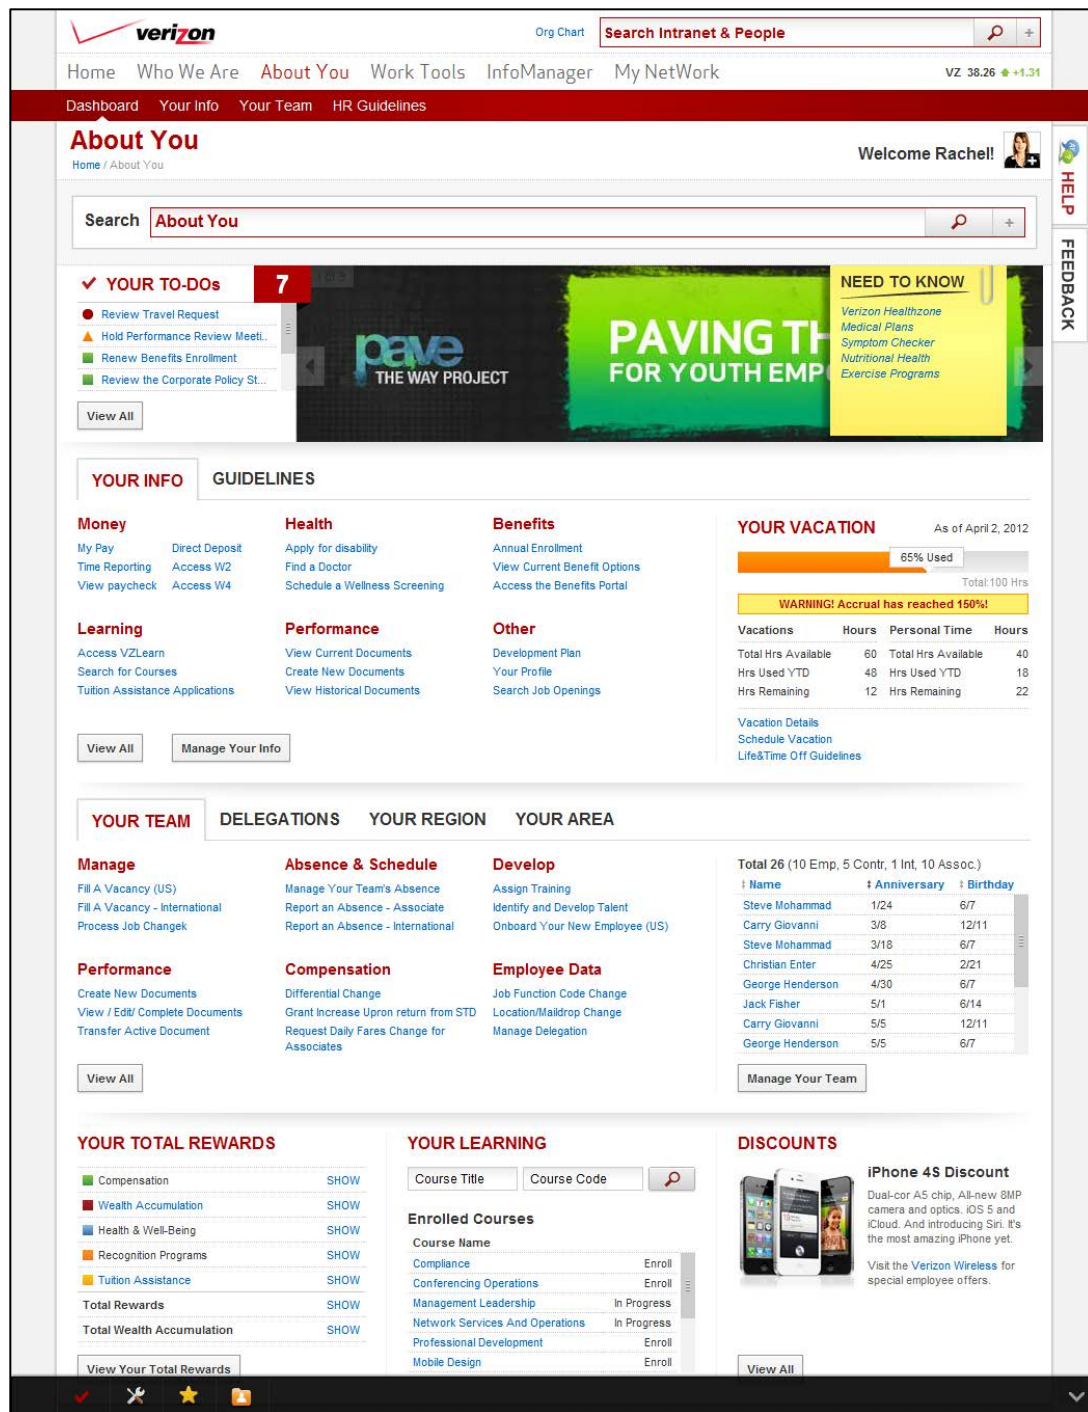 verizon
Org Chart
Search Intranet & People
+
Home Who We Are About You Work Tools InfoManager My NetWork
VZ 38.26 +1.31
Dashboard Your Info Your Team HR Guidelines
About You
Home / About You
Welcome Rachel!
HELP
FEEDBACK
Search About You
+
YOUR TO-DOs 7
Review Travel Request
Hold Performance Review Meeti..
Renew Benefits Enrollment
Review the Corporate Policy St...
View All
pave
THE WAY PROJECT
PAVING TH
FOR YOUTH EMP
NEED TO KNOW
Verizon Healthzone
Medical Plans
Symptom Checker
Nutritional Health
Exercise Programs
YOUR INFO GUIDELINES
Money
My Pay Direct Deposit
Time Reporting Access W2
View paycheck Access W4
Health
Apply for disability
Find a Doctor
Schedule a Wellness Screening
Benefits
Annual Enrollment
View Current Benefit Options
Access the Benefits Portal
Learning
Access VZLearn
Search for Courses
Tuition Assistance Applications
Performance
View Current Documents
Create New Documents
View Historical Documents
Other
Development Plan
Your Profile
Search Job Openings
View All
Manage Your Info
YOUR VACATION As of April 2, 2012
65% Used
Total:100 Hrs
WARNING! Accrual has reached 150%!
Vacations Hours Personal Time Hours
Total Hrs Available 60 Total Hrs Available 40
Hrs Used YTD 48 Hrs Used YTD 18
Hrs Remaining 12 Hrs Remaining 22
Vacation Details
Schedule Vacation
Life&Time Off Guidelines
YOUR TEAM DELEGATIONS YOUR REGION YOUR AREA
Manage
Fill A Vacancy (US)
Fill A Vacancy - International
Process Job Changek
Absence & Schedule
Manage Your Team's Absence
Report an Absence - Associate
Report an Absence - International
Develop
Assign Training
Identify and Develop Talent
Onboard Your New Employee (US)
Performance
Create New Documents
View / Edit/ Complete Documents
Transfer Active Document
Compensation
Differential Change
Grant Increase Upron return from STD
Request Daily Fares Change for
Associates
Employee Data
Job Function Code Change
Location/Maildrop Change
Manage Delegation
View All
Total 26 (10 Emp, 5 Contr, 1 Int, 10 Assoc.)
Name Anniversary Birthday
Steve Mohammad 1/24 6/7
Carry Giovanni 3/8 12/11
Steve Mohammad 3/18 6/7
Christian Enter 4/25 2/21
George Henderson 4/30 6/7
Jack Fisher 5/1 6/14
Carry Giovanni 5/5 12/11
George Henderson 5/5 6/7
Manage Your Team
YOUR TOTAL REWARDS
Compensation SHOW
Wealth Accumulation SHOW
Health & Well-Being SHOW
Recognition Programs SHOW
Tuition Assistance SHOW
Total Rewards SHOW
Total Wealth Accumulation SHOW
View Your Total Rewards
YOUR LEARNING
Course Title Course Code
Enrolled Courses
Course Name
Compliance Enroll
Conferencing Operations Enroll
Management Leadership In Progress
Network Services And Operations In Progress
Professional Development Enroll
Mobile Design Enroll
DISCOUNTS
iPhone 4S Discount
Dual-cor A5 chip, All-new 8MP
camera and optics. iOS 5 and
iCloud. And introducing Siri. It's
the most amazing iPhone yet.
Visit the Verizon Wireless for
special employee offers.
View All